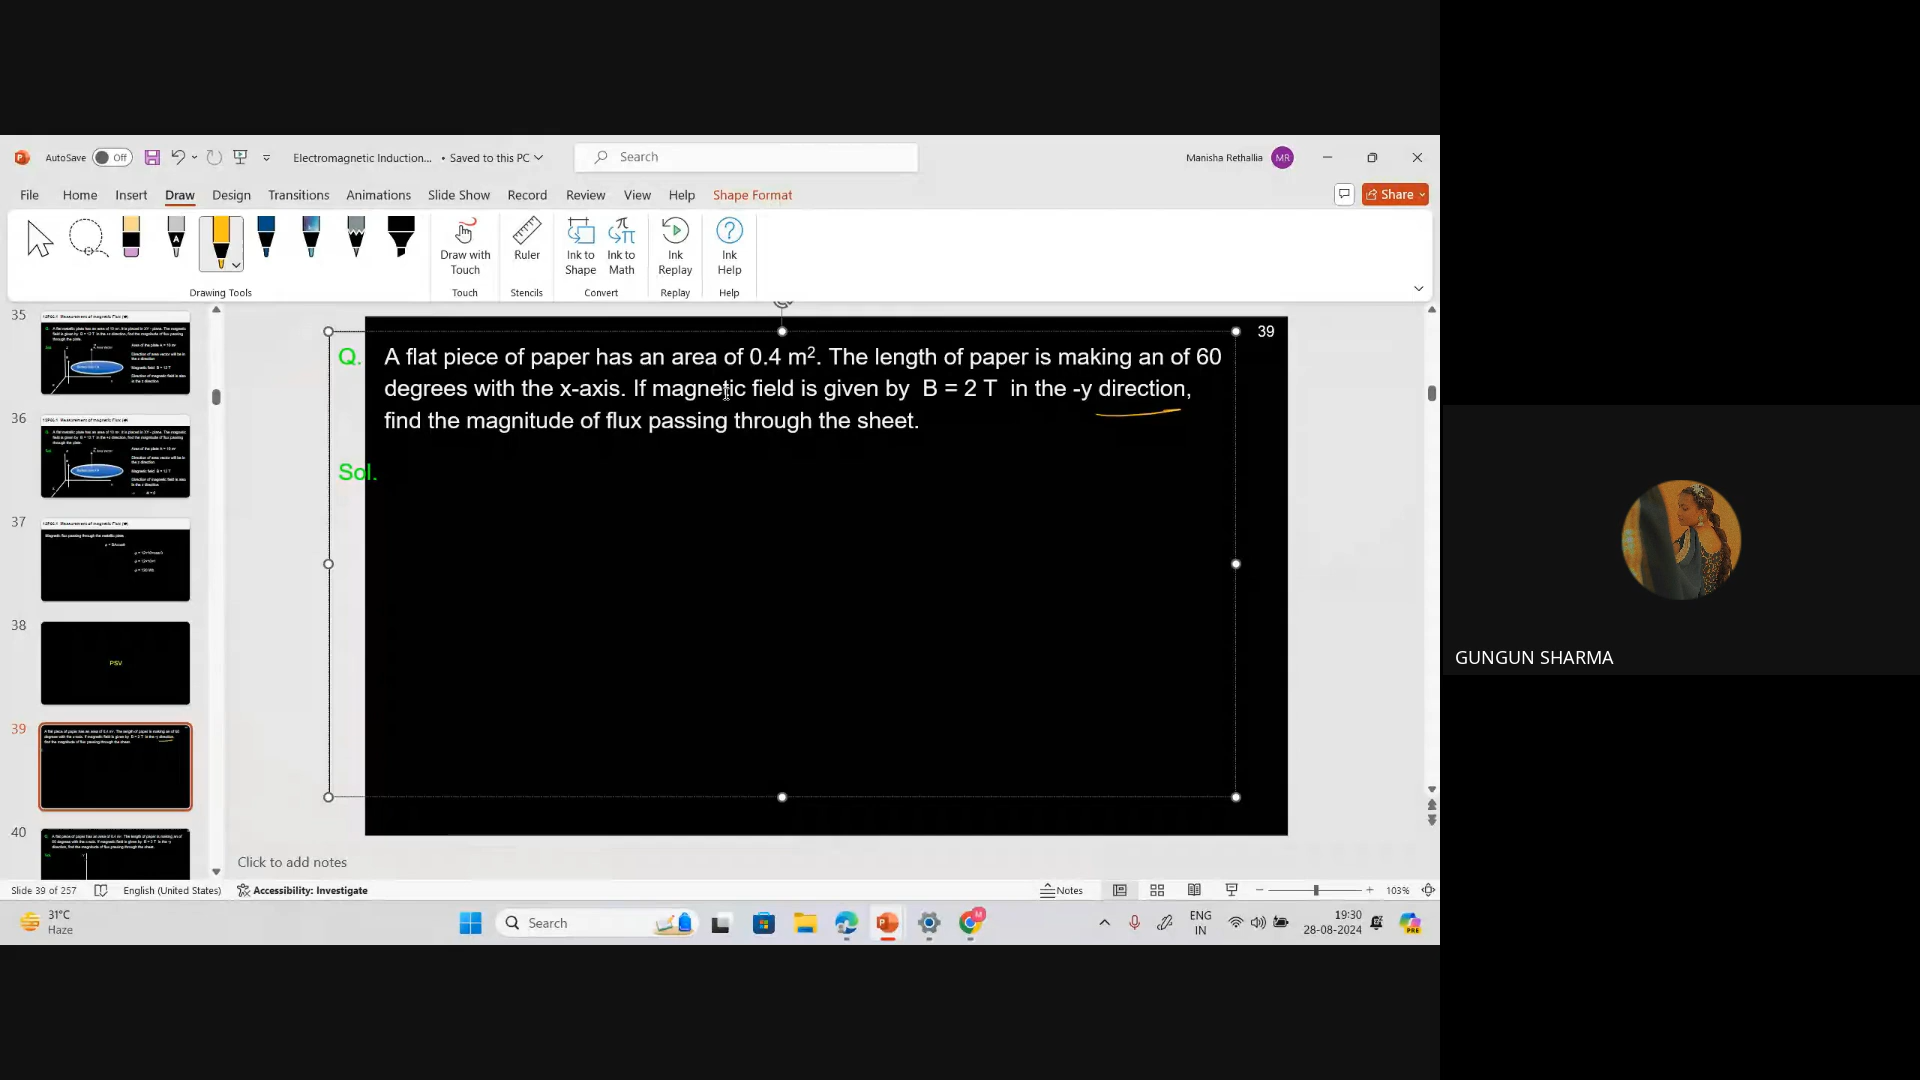 AutoSave Off Electromagnetic Induction... • Saved to this PC Search Manisha Rethallia MR
File Home Insert Draw Design Transitions Animations Slide Show Record Review View Help Shape Format Share
Draw with Touch
Ruler
Ink to Shape
Ink to Math
Ink Replay
Ink Help
Drawing Tools Touch Stencils Convert Replay Help
35
36
37
38
PSV
39
40
39
Q. A flat piece of paper has an area of 0.4 m². The length of paper is making an of 60
degrees with the x-axis. If magnetic field is given by B = 2 T in the -y direction,
find the magnitude of flux passing through the sheet.
Sol.
Click to add notes
Slide 39 of 257 English (United States) Accessibility: Investigate Notes 103%
31°C
Haze
Search
ENG
IN
19:30
28-08-2024
PRE
GUNGUN SHARMA